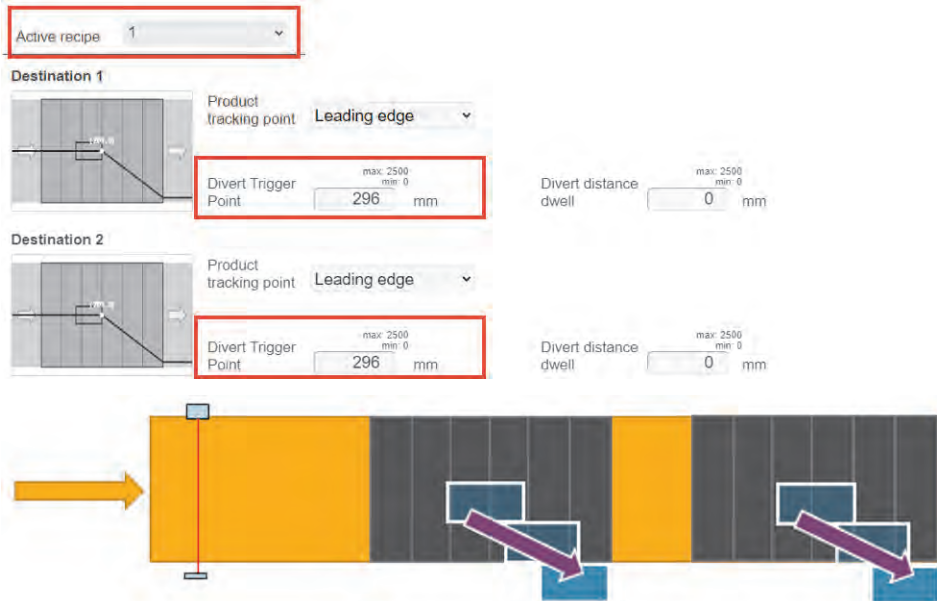 Active recipe 1
Destination 1
Product
tracking point Leading edge
max: 2500
min: 0
Divert Trigger
Point 296 mm
max: 2500
min: 0
Divert distance
dwell 0 mm
Destination 2
Product
tracking point Leading edge
max: 2500
min: 0
Divert Trigger
Point 296 mm
max: 2500
min: 0
Divert distance
dwell 0 mm